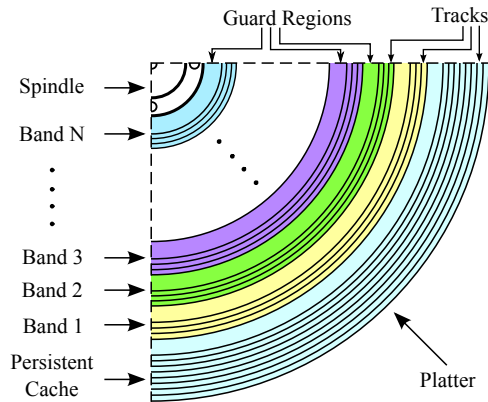 Guard Regions
Tracks
Spindle
Band N
Band 3
Band 2
Band 1
Persistent
Cache
Platter